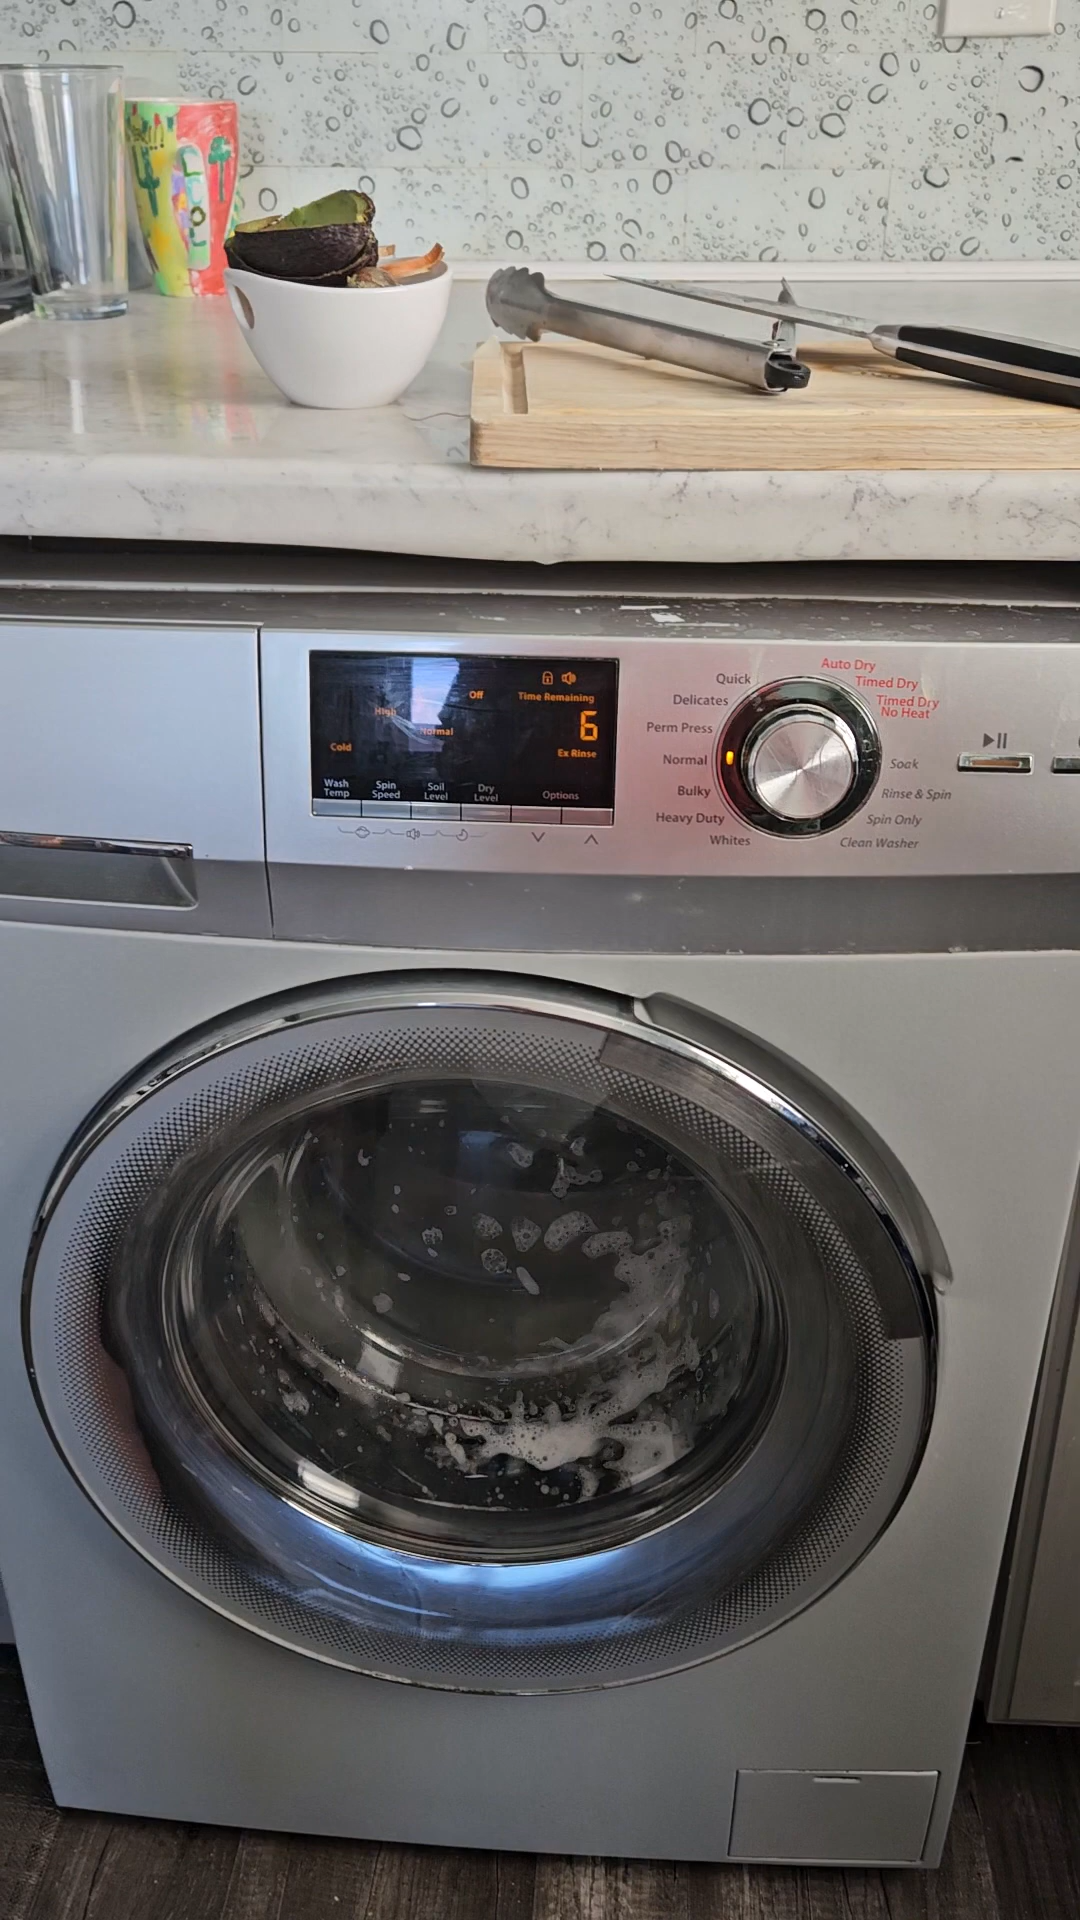 COOL
Off
Time Remaining
High
6
Normal
Cold
Ex Rinse
Wash Temp
Spin Speed
Soil Level
Dry Level
Options
Quick
Delicates
Perm Press
Normal
Bulky
Heavy Duty
Whites
Auto Dry
Timed Dry
Timed Dry
No Heat
Soak
Rinse & Spin
Spin Only
Clean Washer